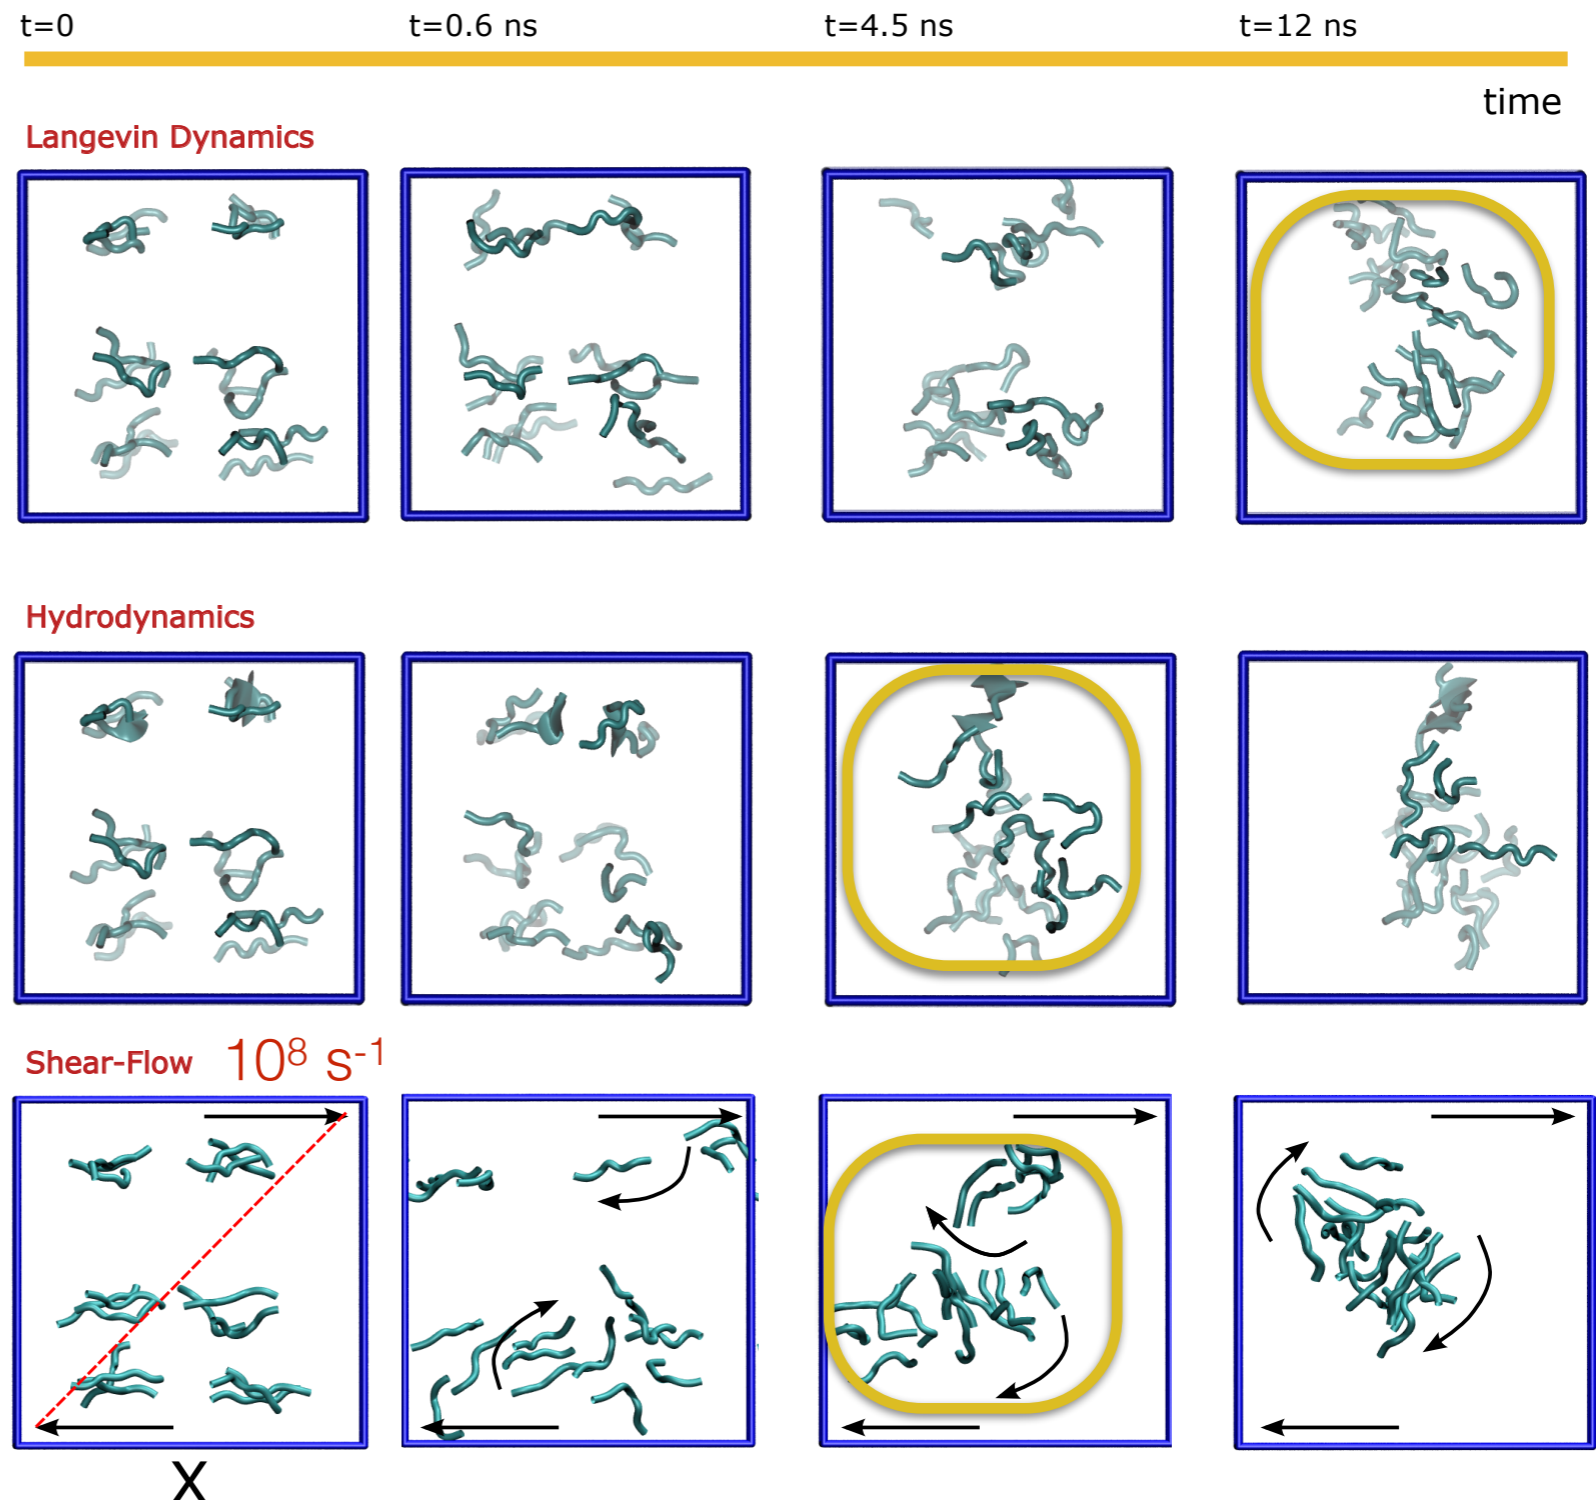 t=0 t=0.6 ns t=4.5 ns t=12 ns
time
Langevin Dynamics
Hydrodynamics
Shear-Flow 10⁸ s⁻¹
X